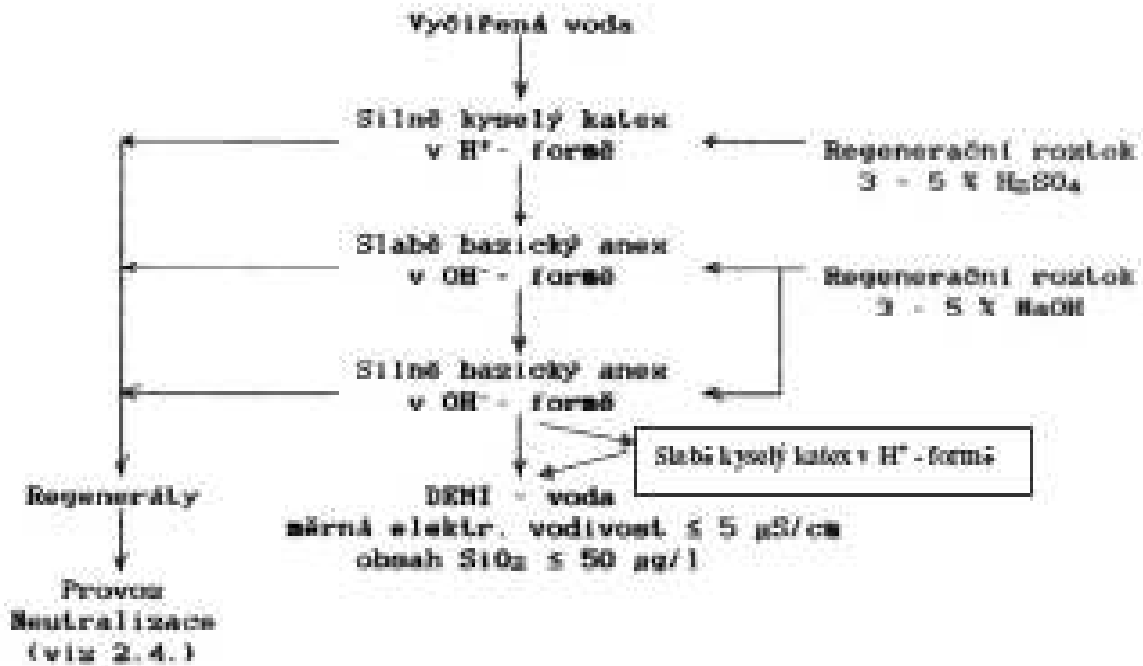 Vyčiřená voda
Silně kyselý katex
v H⁺- formě
Regenerační roztok
3 - 5 % H₂SO₄
Slabě bazický anex
v OH⁻- formě
Regenerační roztok
3 - 5 % NaOH
Silně bazický anex
v OH⁻- formě
Slabě kyselý katex v H⁺ - formě
Regenerály
DEMI - voda
měrná elektr. vodivost ≤ 5 µS/cm
obsah SiO₂ ≤ 50 µg/l
Provoz
Neutralizace
(viz 2.4.)